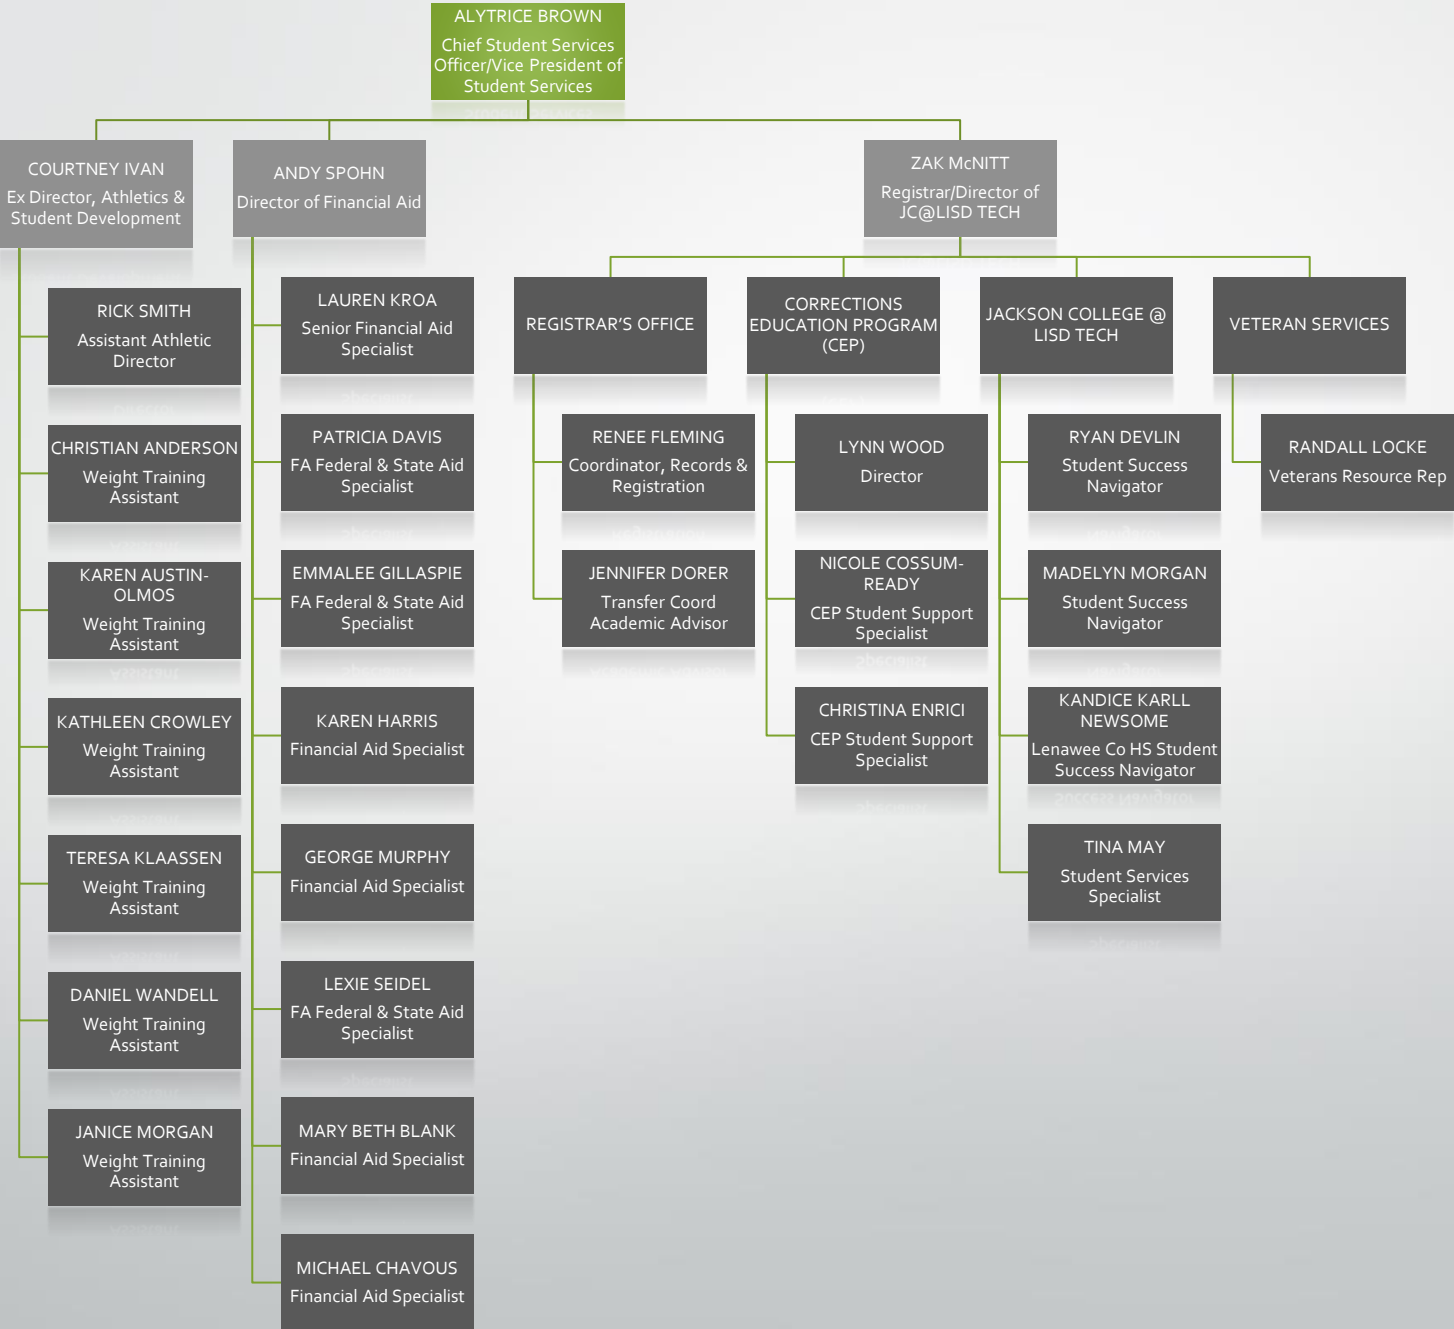 ALYTRICE BROWN
Chief Student Services
Officer/Vice President of
Student Services
COURTNEY IVAN
Ex Director, Athletics &
Student Development
ANDY SPOHN
Director of Financial Aid
ZAK McNITT
Registrar/Director of
JC@LISD TECH
RICK SMITH
Assistant Athletic
Director
CHRISTIAN ANDERSON
Weight Training
Assistant
KAREN AUSTIN-
OLMOS
Weight Training
Assistant
KATHLEEN CROWLEY
Weight Training
Assistant
TERESA KLAASSEN
Weight Training
Assistant
DANIEL WANDELL
Weight Training
Assistant
JANICE MORGAN
Weight Training
Assistant
LAUREN KROA
Senior Financial Aid
Specialist
PATRICIA DAVIS
FA Federal & State Aid
Specialist
EMMALEE GILLASPIE
FA Federal & State Aid
Specialist
KAREN HARRIS
Financial Aid Specialist
GEORGE MURPHY
Financial Aid Specialist
LEXIE SEIDEL
FA Federal & State Aid
Specialist
MARY BETH BLANK
Financial Aid Specialist
MICHAEL CHAVOUS
Financial Aid Specialist
REGISTRAR'S OFFICE
RENEE FLEMING
Coordinator, Records &
Registration
JENNIFER DORER
Transfer Coord
Academic Advisor
CORRECTIONS
EDUCATION PROGRAM
(CEP)
LYNN WOOD
Director
NICOLE COSSUM-
READY
CEP Student Support
Specialist
CHRISTINA ENRICI
CEP Student Support
Specialist
JACKSON COLLEGE @
LISD TECH
RYAN DEVLIN
Student Success
Navigator
MADELYN MORGAN
Student Success
Navigator
KANDICE KARLL
NEWSOME
Lenawee Co HS Student
Success Navigator
TINA MAY
Student Services
Specialist
VETERAN SERVICES
RANDALL LOCKE
Veterans Resource Rep